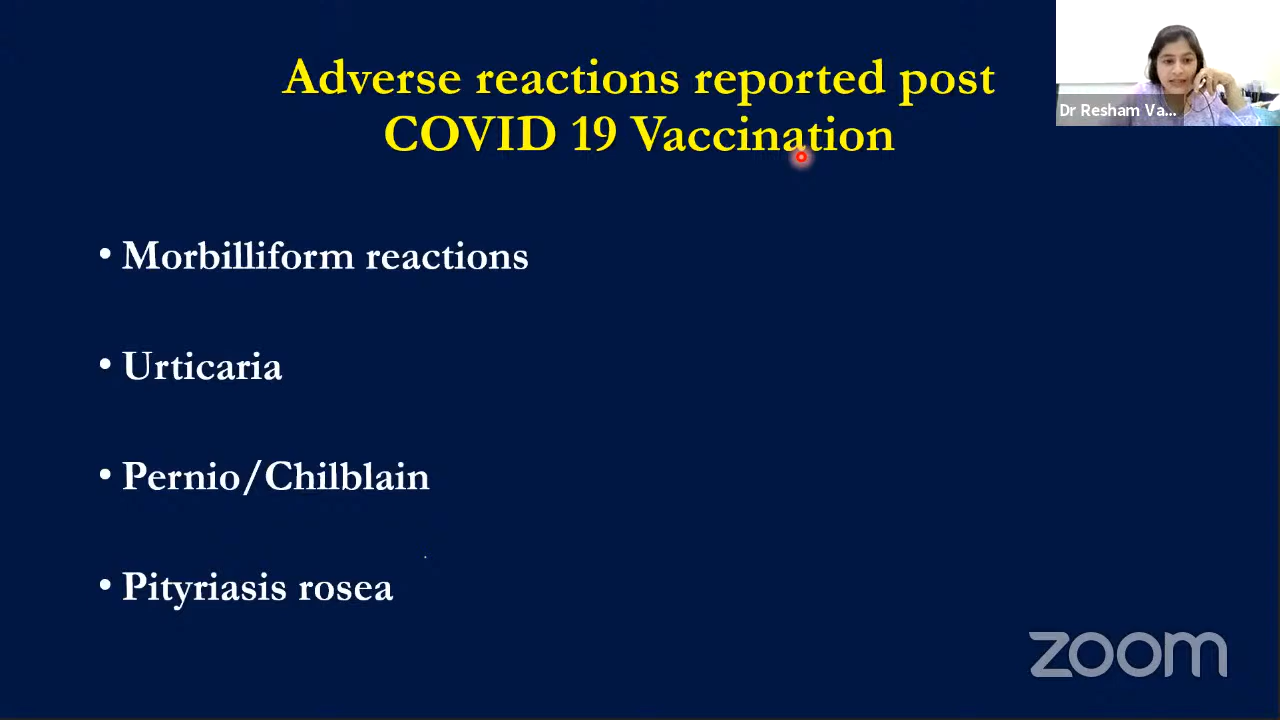 Adverse reactions reported post
COVID 19 Vaccination
Dr Resham Va...
• Morbilliform reactions
• Urticaria
• Pernio/Chilblain
• Pityriasis rosea
zoom